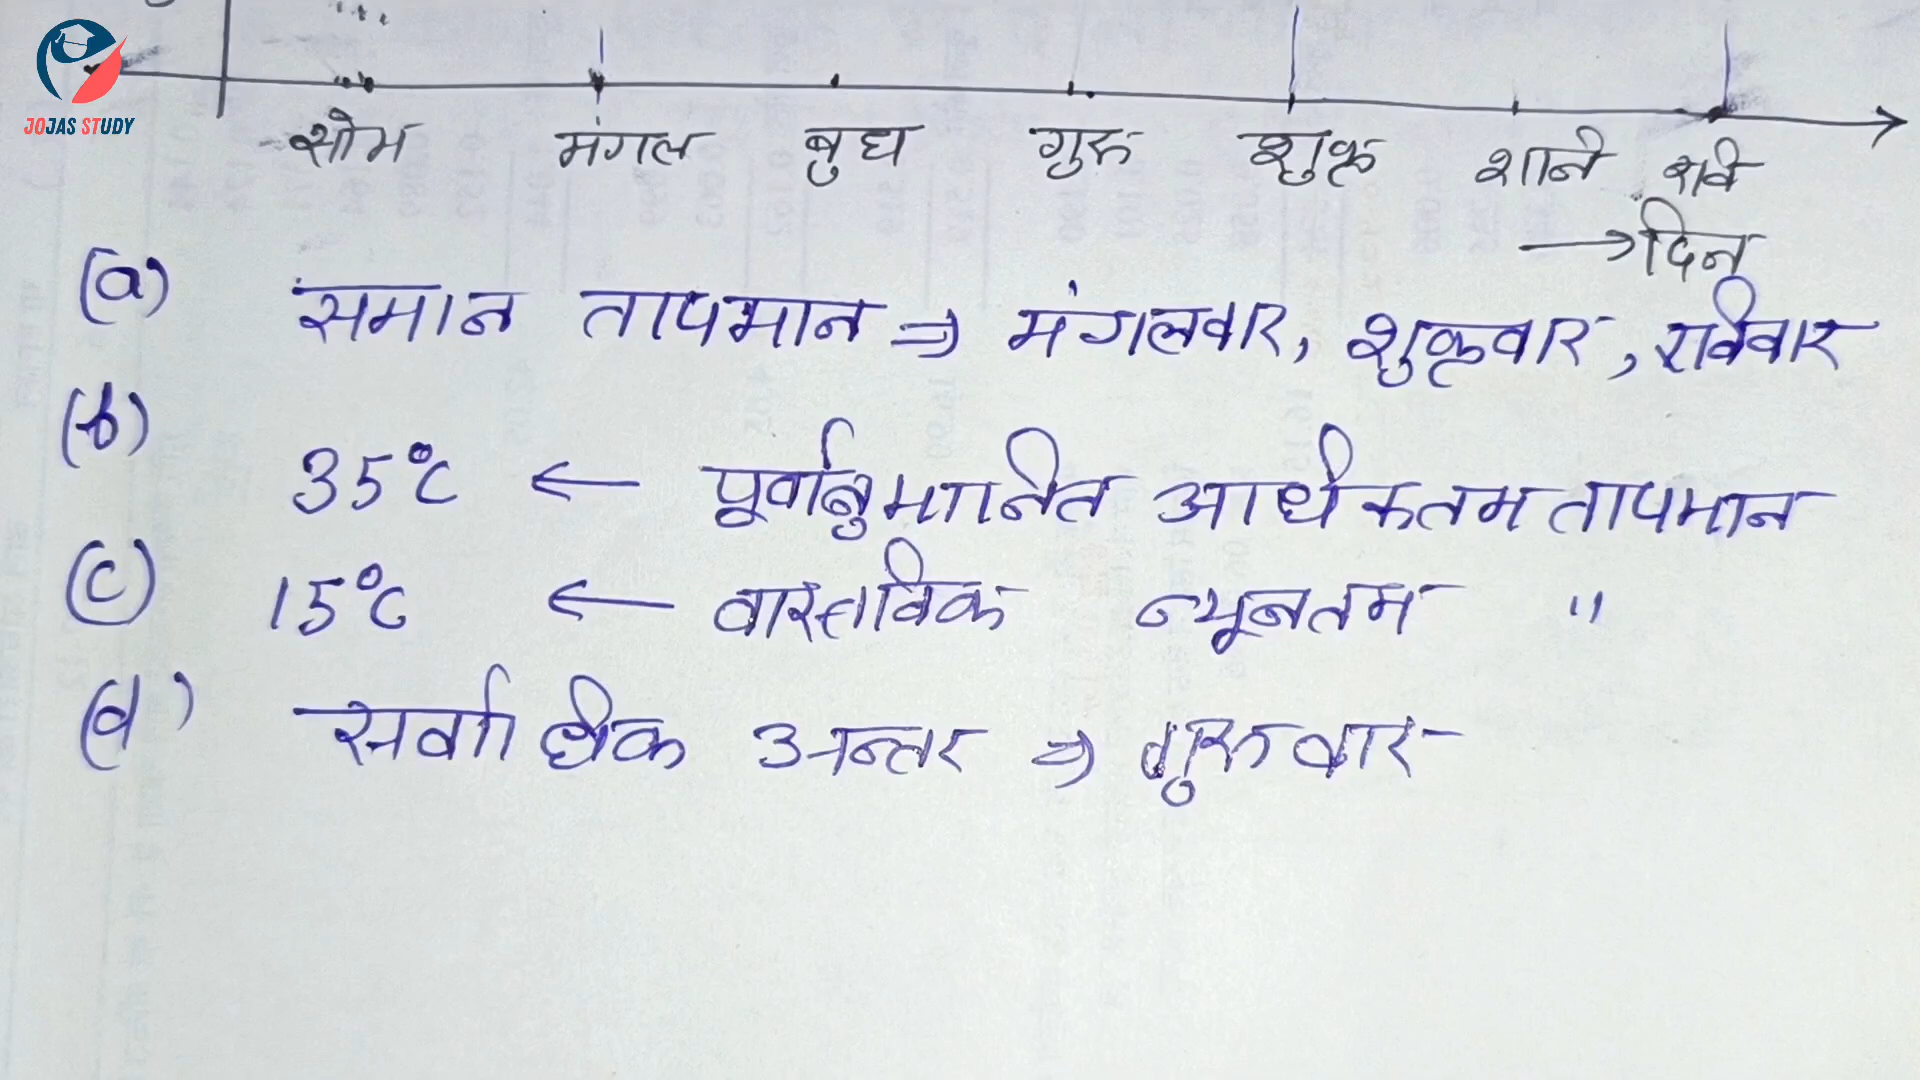 JOJAS STUDY
सोम मंगल बुध गुरु शुक्र शनि रवि
→ दिन
(a) समान तापमान ⇒ मंगलवार, शुक्रवार, रविवार
(b) 35°C ← पूर्वानुमानित अधिकतम तापमान
(c) 15°C ← वास्तविक न्यूनतम "
(d) सर्वाधिक अन्तर ⇒ गुरुवार